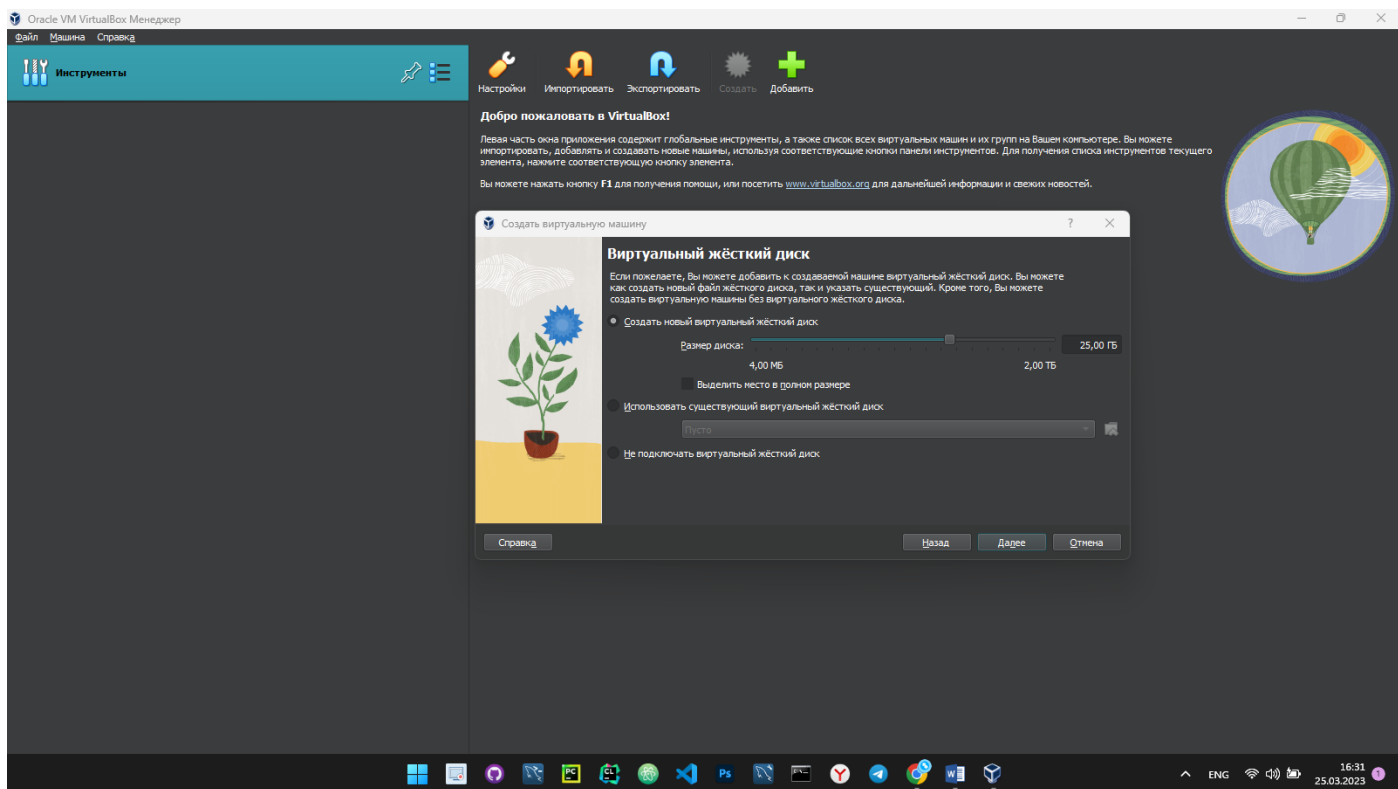 Oracle VM VirtualBox Менеджер
Файл Машина Справка
Инструменты
Настройки Импортировать Экспортировать Создать Добавить
Добро пожаловать в VirtualBox!
Левая часть окна приложения содержит глобальные инструменты, а также список всех виртуальных машин и их групп на Вашем компьютере. Вы можете
импортировать, добавлять и создавать новые машины, используя соответствующие кнопки панели инструментов. Для получения списка инструментов текущего
элемента, нажмите соответствующую кнопку элемента.
Вы можете нажать кнопку F1 для получения помощи, или посетить www.virtualbox.org для дальнейшей информации и свежих новостей.
Создать виртуальную машину
?
Виртуальный жёсткий диск
Если пожелаете, Вы можете добавить к создаваемой машине виртуальный жёсткий диск. Вы можете
как создать новый файл жёсткого диска, так и указать существующий. Кроме того, Вы можете
создать виртуальную машины без виртуального жёсткого диска.
Создать новый виртуальный жёсткий диск
Размер диска: 25,00 ГБ
4,00 МБ 2,00 ТБ
Выделить место в полном размере
Использовать существующий виртуальный жёсткий диск
Пусто
Не подключать виртуальный жёсткий диск
Справка Назад Далее Отмена
PC CL Ps Y W ENG 16:31 1
25.03.2023